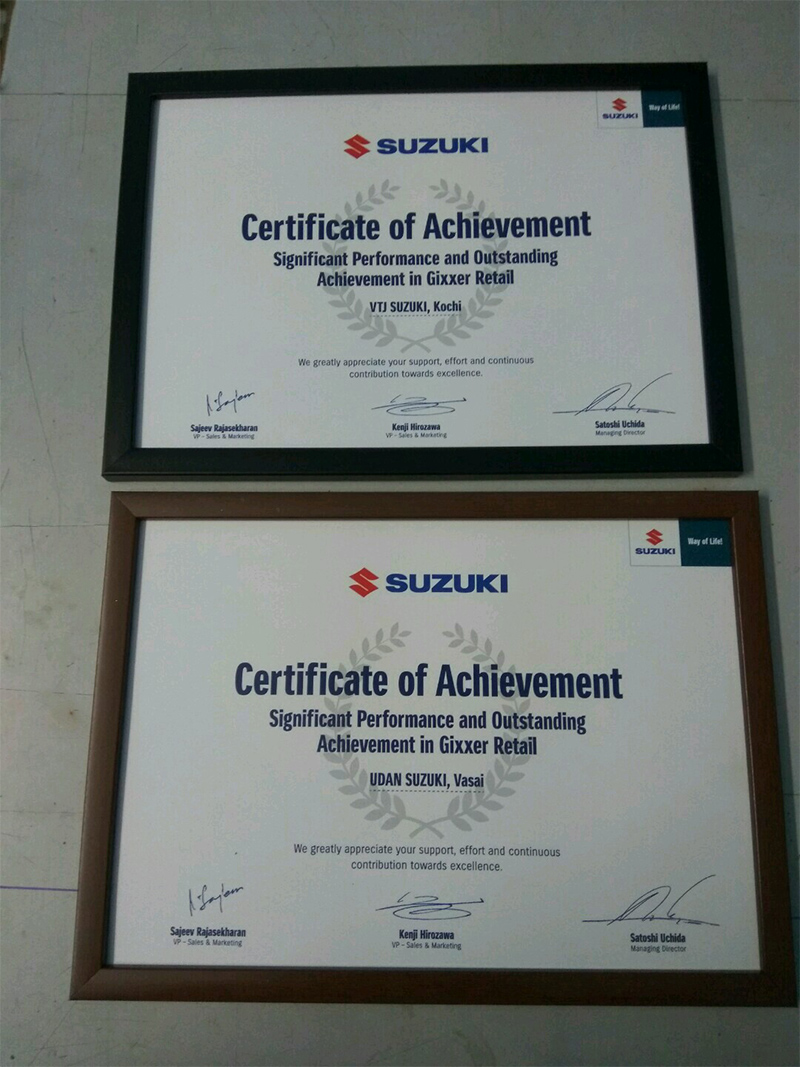 SUZUKI
Way of Life!
SUZUKI
Certificate of Achievement
Significant Performance and Outstanding
Achievement in Gixxer Retail
VTJ SUZUKI, Kochi
We greatly appreciate your support, effort and continuous
contribution towards excellence.
Sajeev Rajasekharan
VP - Sales & Marketing
Kenji Hirozawa
VP - Sales & Marketing
Satoshi Uchida
Managing Director
SUZUKI
Way of Life!
SUZUKI
Certificate of Achievement
Significant Performance and Outstanding
Achievement in Gixxer Retail
UDAN SUZUKI, Vasai
We greatly appreciate your support, effort and continuous
contribution towards excellence.
Sajeev Rajasekharan
VP - Sales & Marketing
Kenji Hirozawa
VP - Sales & Marketing
Satoshi Uchida
Managing Director